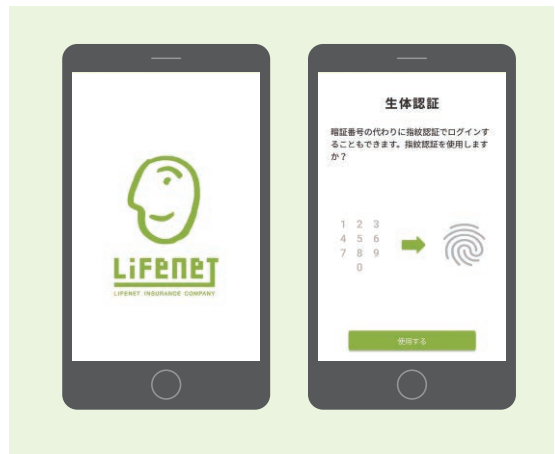 LIFENET
LIFENET INSURANCE COMPANY
生体認証
暗証番号の代わりに指紋認証でログインす
ることもできます。指紋認証を使用します
か？
1 2 3
4 5 6
7 8 9
0
使用する